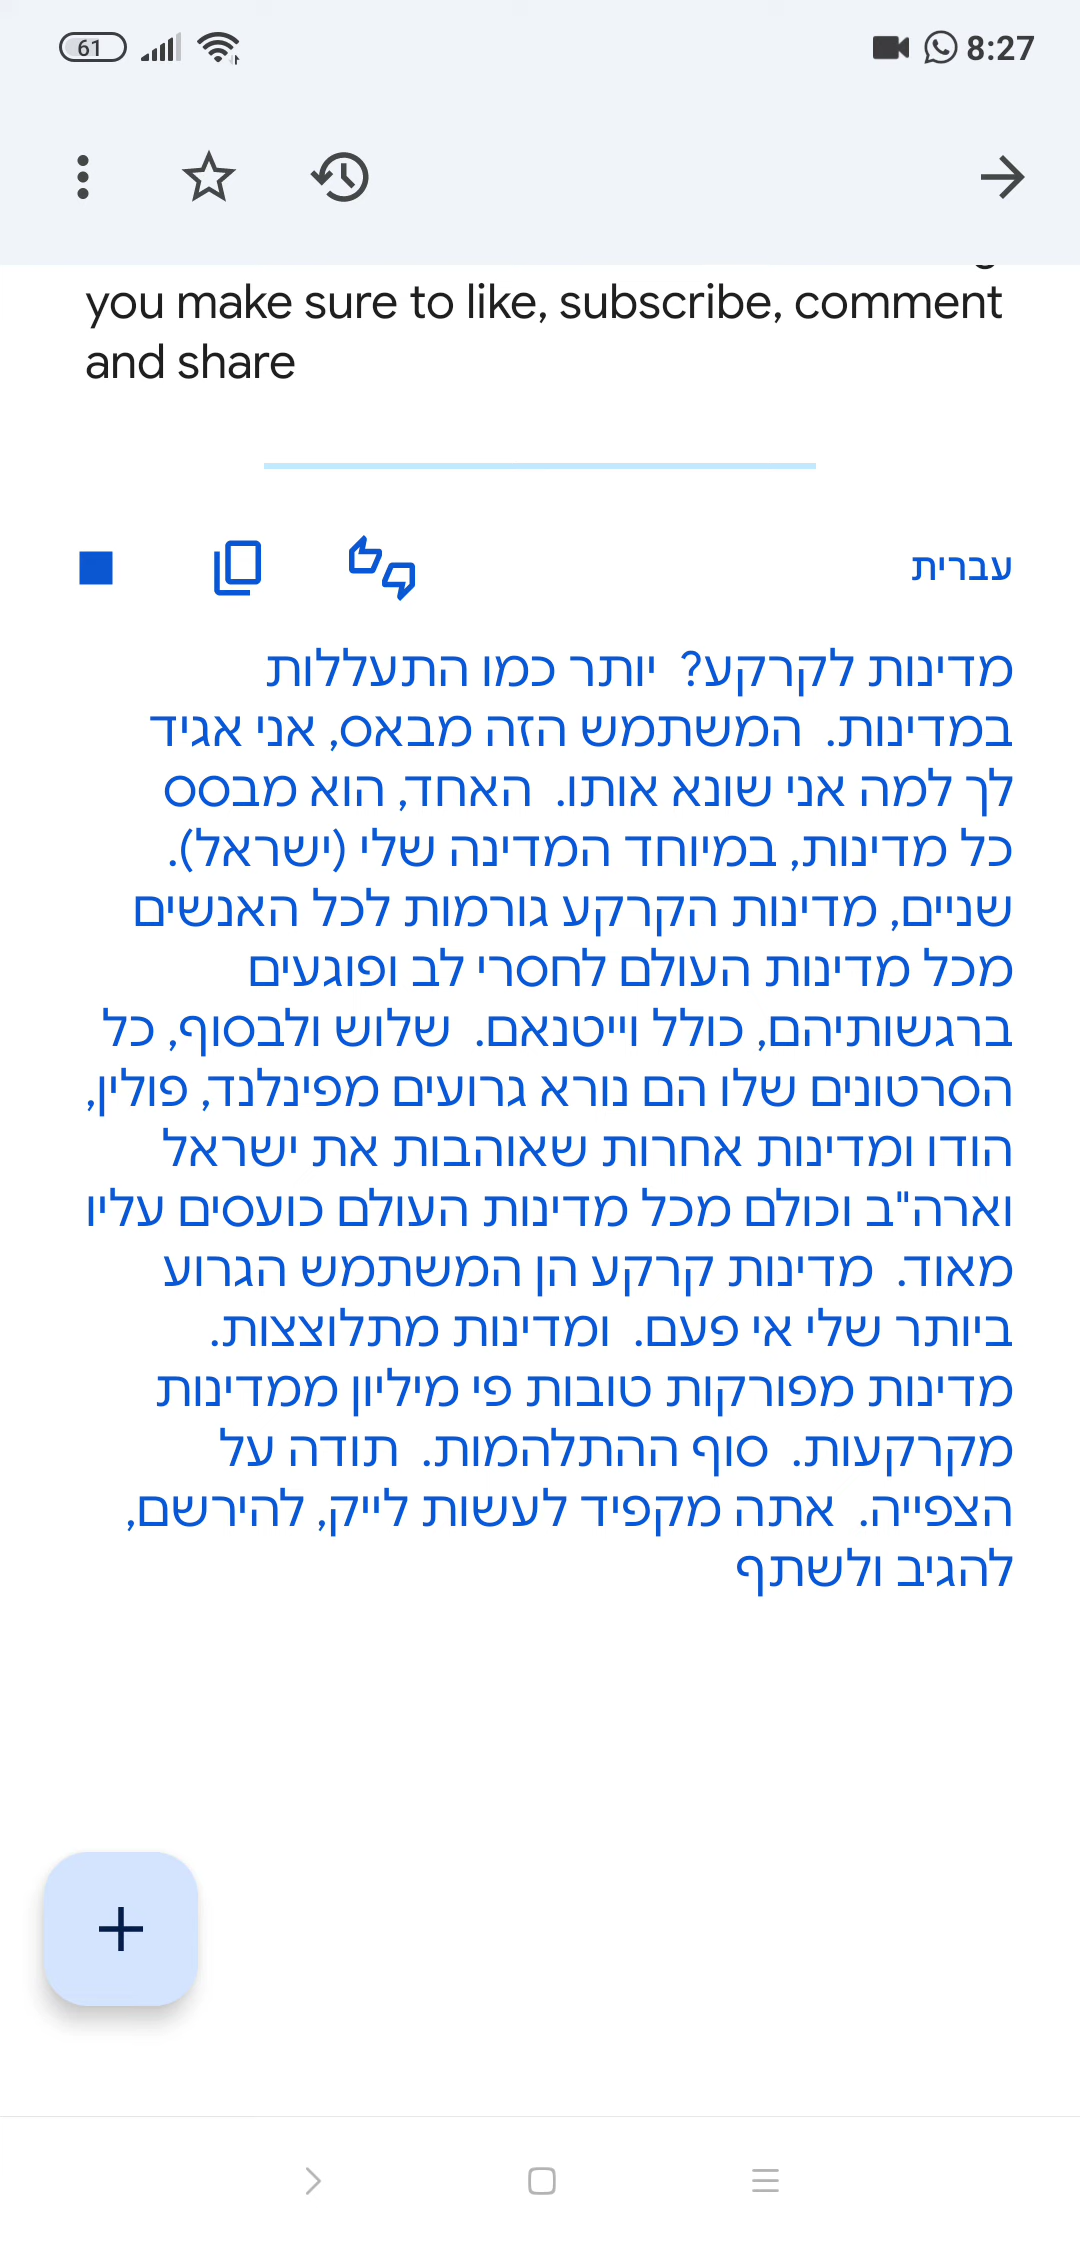 61
8:27
you make sure to like, subscribe, comment
and share
עברית
מדינות לקרקע? יותר כמו התעללות
במדינות. המשתמש הזה מבאס, אני אגיד
לך למה אני שונא אותו. האחד, הוא מבסס
כל מדינות, במיוחד המדינה שלי (ישראל).
שניים, מדינות הקרקע גורמות לכל האנשים
מכל מדינות העולם לחסרי לב ופוגעים
ברגשותיהם, כולל וייטנאם. שלוש ולבסוף, כל
הסרטונים שלו הם נורא גרועים מפינלנד, פולין,
הודו ומדינות אחרות שאוהבות את ישראל
וארה"ב וכולם מכל מדינות העולם כועסים עליו
מאוד. מדינות קרקע הן המשתמש הגרוע
ביותר שלי אי פעם. ומדינות מתלוצצות.
מדינות מפורקות טובות פי מיליון ממדינות
מקרקעות. סוף ההתלהמות. תודה על
הצפייה. אתה מקפיד לעשות לייק, להירשם,
להגיב ולשתף